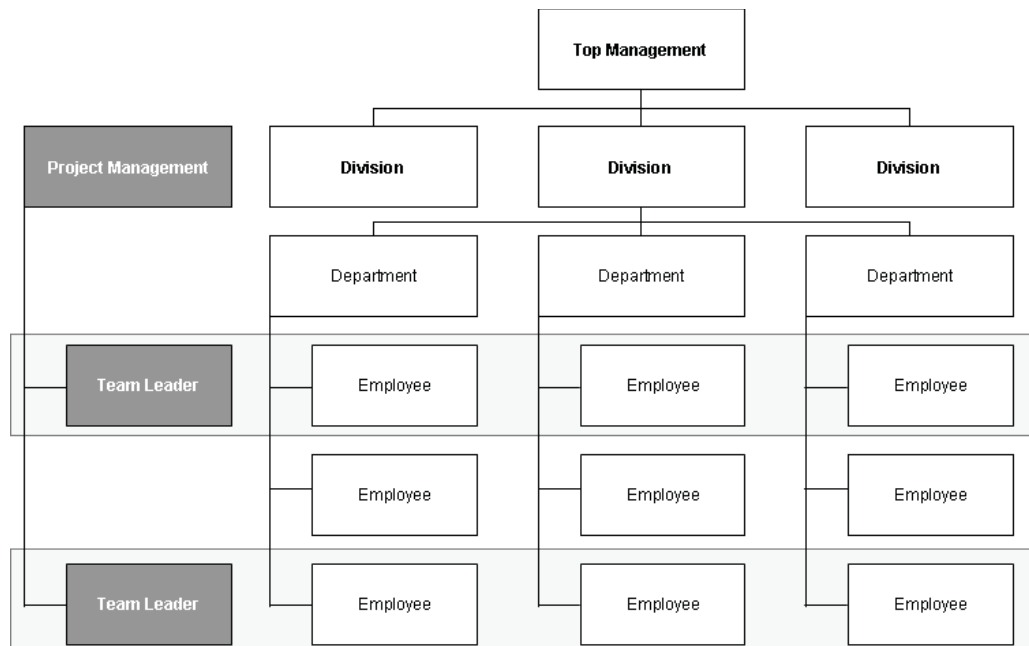 Top Management
Project Management
Division
Division
Division
Department
Department
Department
Team Leader
Employee
Employee
Employee
Employee
Employee
Employee
Team Leader
Employee
Employee
Employee